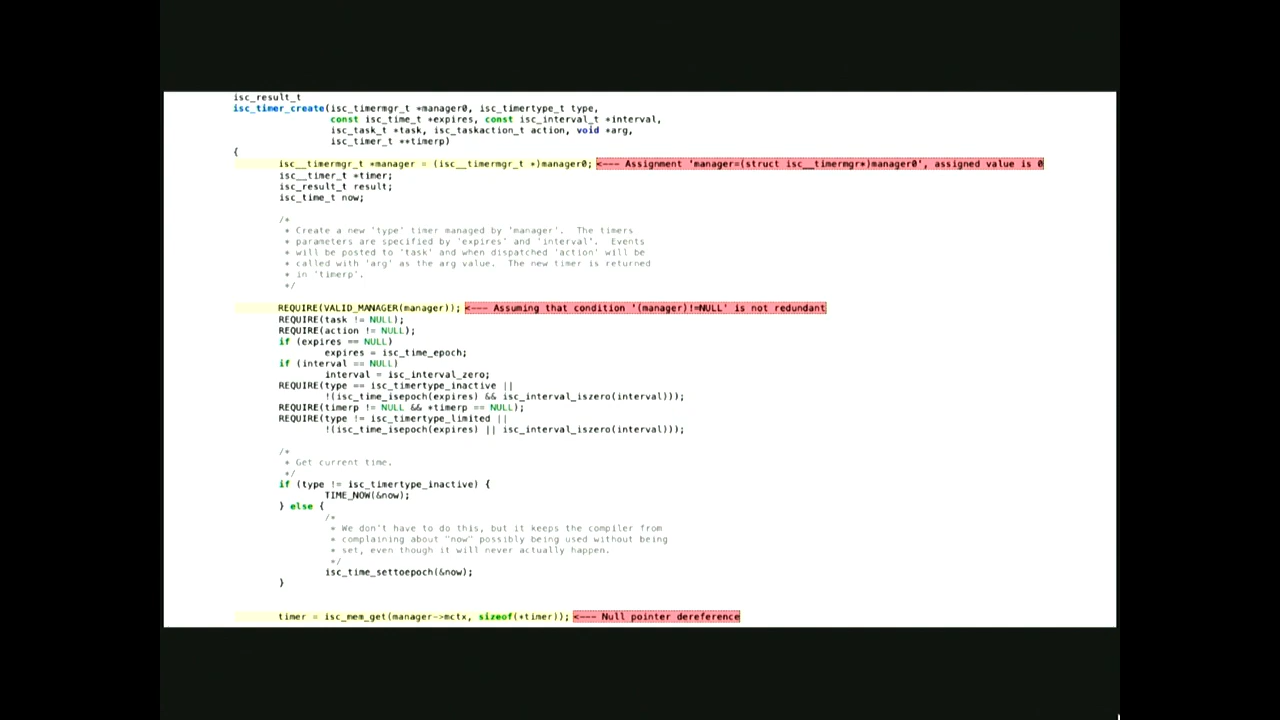 isc_result_t
isc_timer_create(isc_timermgr_t *manager0, isc_timertype_t type,
const isc_time_t *expires, const isc_interval_t *interval,
isc_task_t *task, isc_taskaction_t action, void *arg,
isc_timer_t **timerp)
{
isc__timermgr_t *manager = (isc__timermgr_t *)manager0; <--- Assignment 'manager=(struct isc__timermgr*)manager0', assigned value is 0
isc__timer_t *timer;
isc_result_t result;
isc_time_t now;
/*
* Create a new 'type' timer managed by 'manager'. The timers
* parameters are specified by 'expires' and 'interval'. Events
* will be posted to 'task' and when dispatched 'action' will be
* called with 'arg' as the arg value. The new timer is returned
* in 'timerp'.
*/
REQUIRE(VALID_MANAGER(manager)); <--- Assuming that condition '(manager)!=NULL' is not redundant
REQUIRE(task != NULL);
REQUIRE(action != NULL);
if (expires == NULL)
expires = isc_time_epoch;
if (interval == NULL)
interval = isc_interval_zero;
REQUIRE(type == isc_timertype_inactive ||
!(isc_time_isepoch(expires) && isc_interval_iszero(interval)));
REQUIRE(timerp != NULL && *timerp == NULL);
REQUIRE(type != isc_timertype_limited ||
!(isc_time_isepoch(expires) || isc_interval_iszero(interval)));
/*
* Get current time.
*/
if (type != isc_timertype_inactive) {
TIME_NOW(&now);
} else {
/*
* We don't have to do this, but it keeps the compiler from
* complaining about "now" possibly being used without being
* set, even though it will never actually happen.
*/
isc_time_settoepoch(&now);
}
timer = isc_mem_get(manager->mctx, sizeof(*timer)); <--- Null pointer dereference